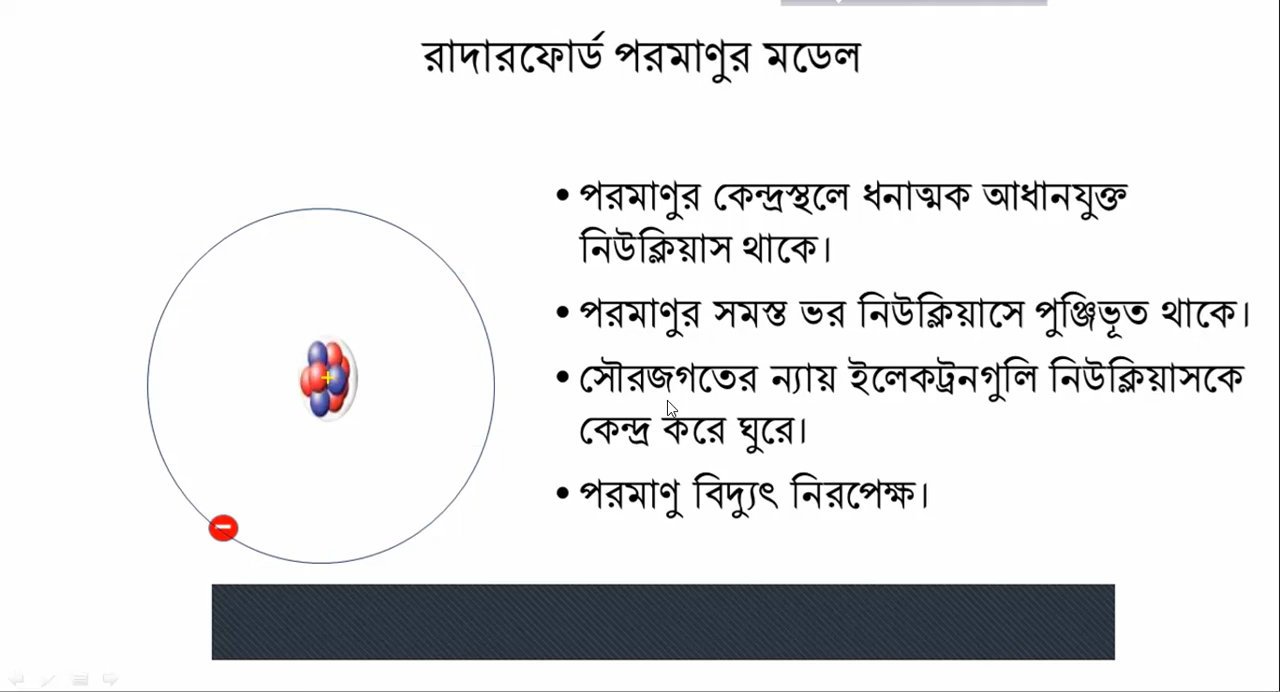 রাদারফোর্ড পরমাণুর মডেল
• পরমাণুর কেন্দ্রস্থলে ধনাত্মক আধানযুক্ত
নিউক্লিয়াস থাকে।
• পরমাণুর সমস্ত ভর নিউক্লিয়াসে পুঞ্জিভূত থাকে।
• সৌরজগতের ন্যায় ইলেকট্রনগুলি নিউক্লিয়াসকে
কেন্দ্র করে ঘুরে।
• পরমাণু বিদ্যুৎ নিরপেক্ষ।